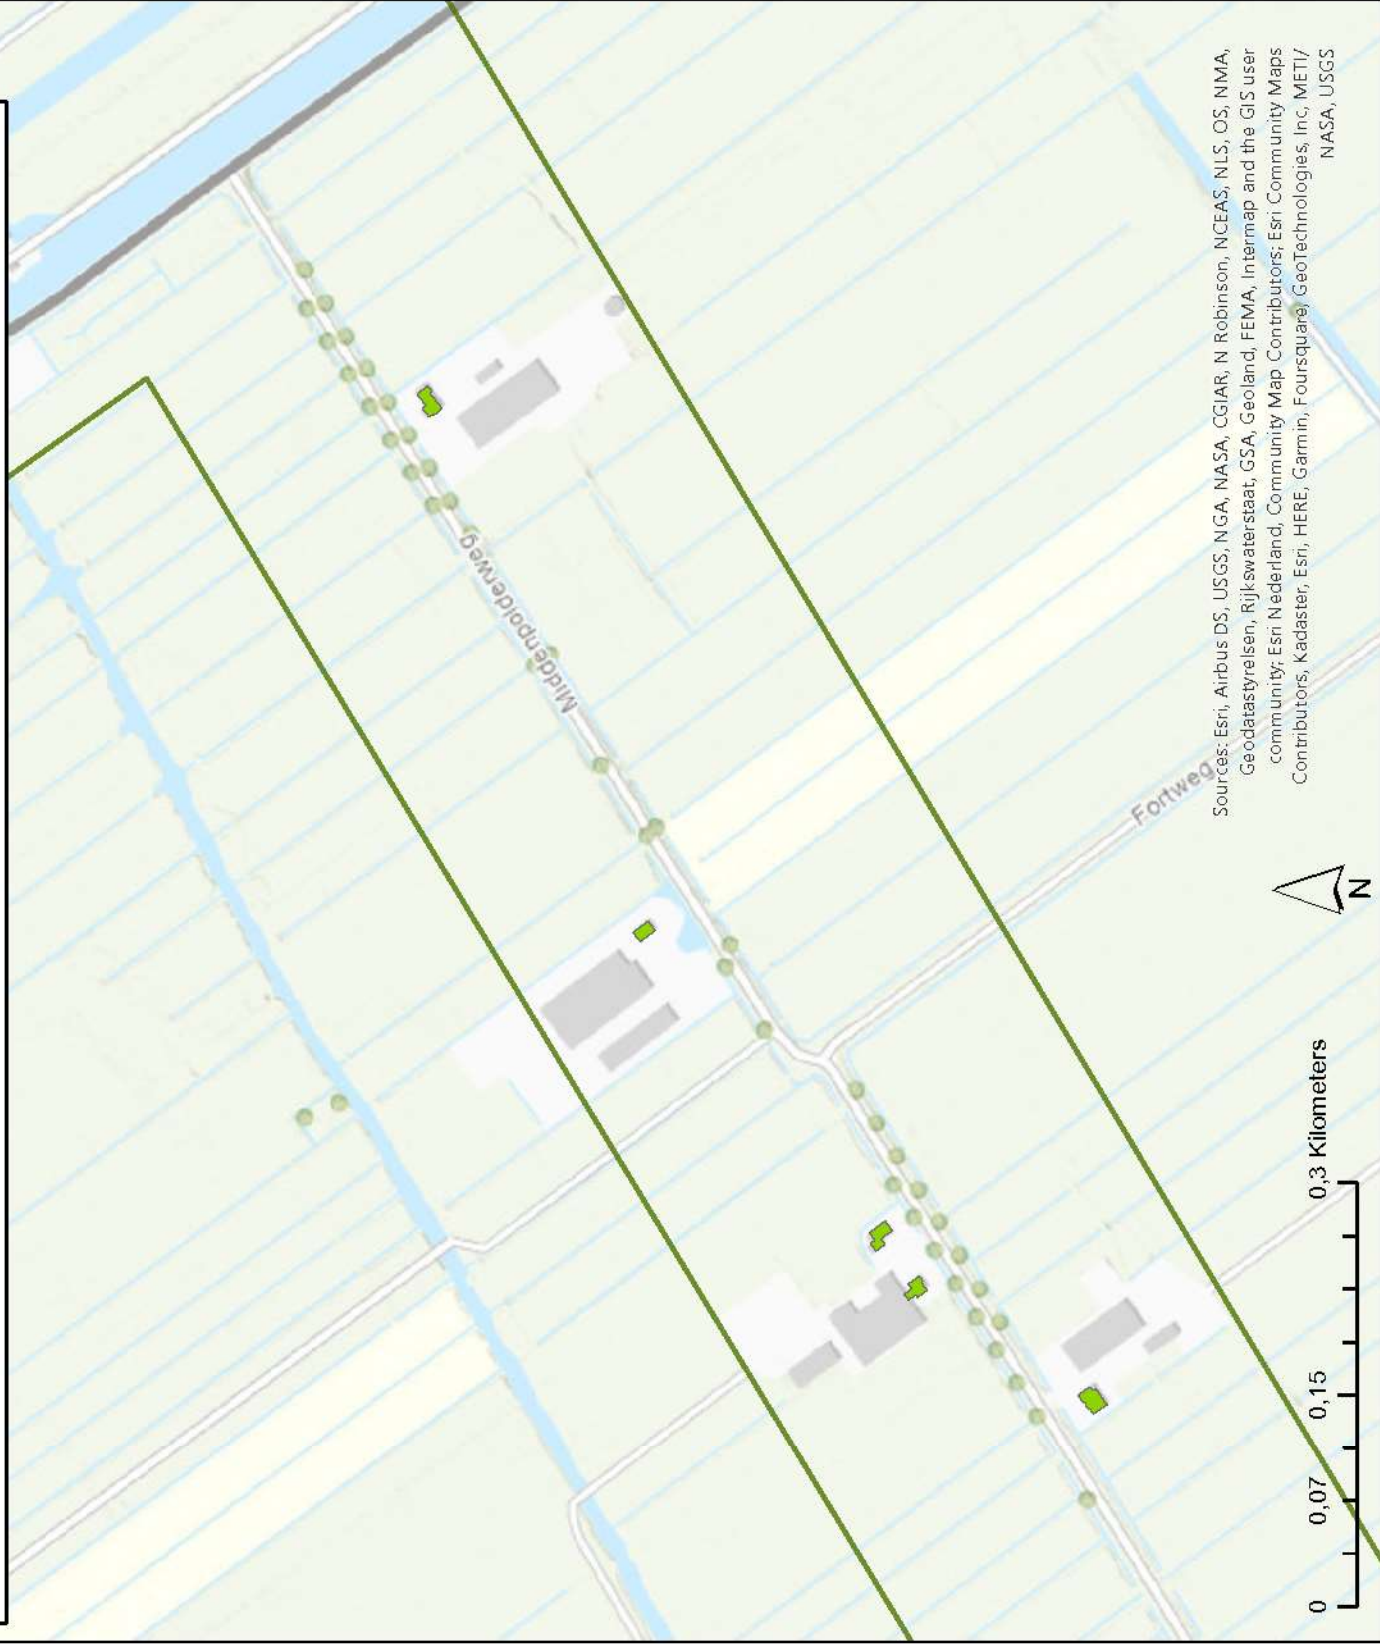 Middenpolderweg
Fortweg
Sources: Esri, Airbus DS, USGS, NGA, NASA, CGIAR, N Robinson, NCEAS, NLS, OS, NMA,
Geodatastyrelsen, Rijkswaterstaat, GSA, Geoland, FEMA, Intermap and the GIS user
community; Esri Nederland, Community Map Contributors; Esri Community Maps
Contributors, Kadaster, Esri, HERE, Garmin, Foursquare, GeoTechnologies, Inc, METI/
NASA, USGS
N
0 0,07 0,15 0,3 Kilometers